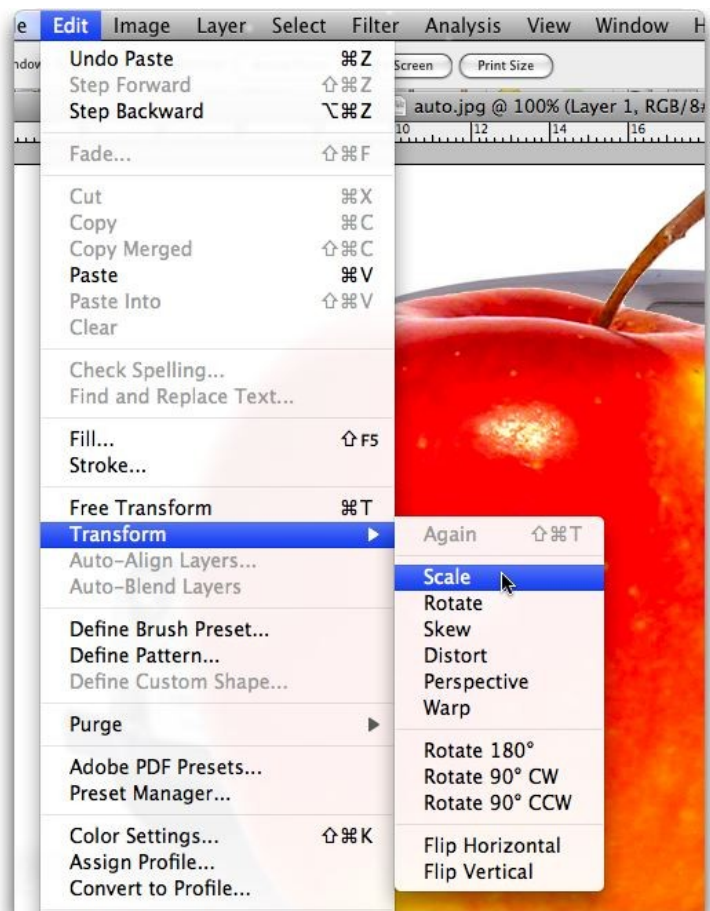 e Edit Image Layer Select Filter Analysis View Window H
Screen Print Size
auto.jpg @ 100% (Layer 1, RGB/8#
10 12 14 16
Undo Paste ⌘Z
Step Forward ⇧⌘Z
Step Backward ⌥⌘Z
Fade... ⇧⌘F
Cut ⌘X
Copy ⌘C
Copy Merged ⇧⌘C
Paste ⌘V
Paste Into ⇧⌘V
Clear
Check Spelling...
Find and Replace Text...
Fill... ⇧F5
Stroke...
Free Transform ⌘T
Transform ▶
Auto-Align Layers...
Auto-Blend Layers
Define Brush Preset...
Define Pattern...
Define Custom Shape...
Purge ▶
Adobe PDF Presets...
Preset Manager...
Color Settings... ⇧⌘K
Assign Profile...
Convert to Profile...
Again ⇧⌘T
Scale
Rotate
Skew
Distort
Perspective
Warp
Rotate 180°
Rotate 90° CW
Rotate 90° CCW
Flip Horizontal
Flip Vertical